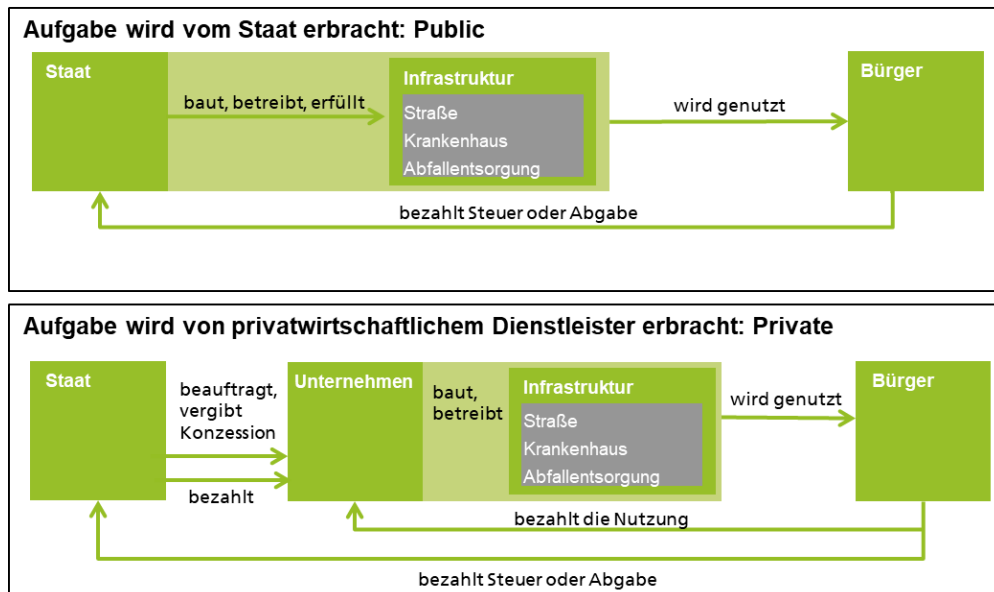 Aufgabe wird vom Staat erbracht: Public
Staat
baut, betreibt, erfüllt
Infrastruktur
Straße
Krankenhaus
Abfallentsorgung
wird genutzt
Bürger
bezahlt Steuer oder Abgabe
Aufgabe wird von privatwirtschaftlichem Dienstleister erbracht: Private
Staat
beauftragt,
vergibt
Konzession
bezahlt
Unternehmen
baut,
betreibt
Infrastruktur
Straße
Krankenhaus
Abfallentsorgung
wird genutzt
Bürger
bezahlt die Nutzung
bezahlt Steuer oder Abgabe